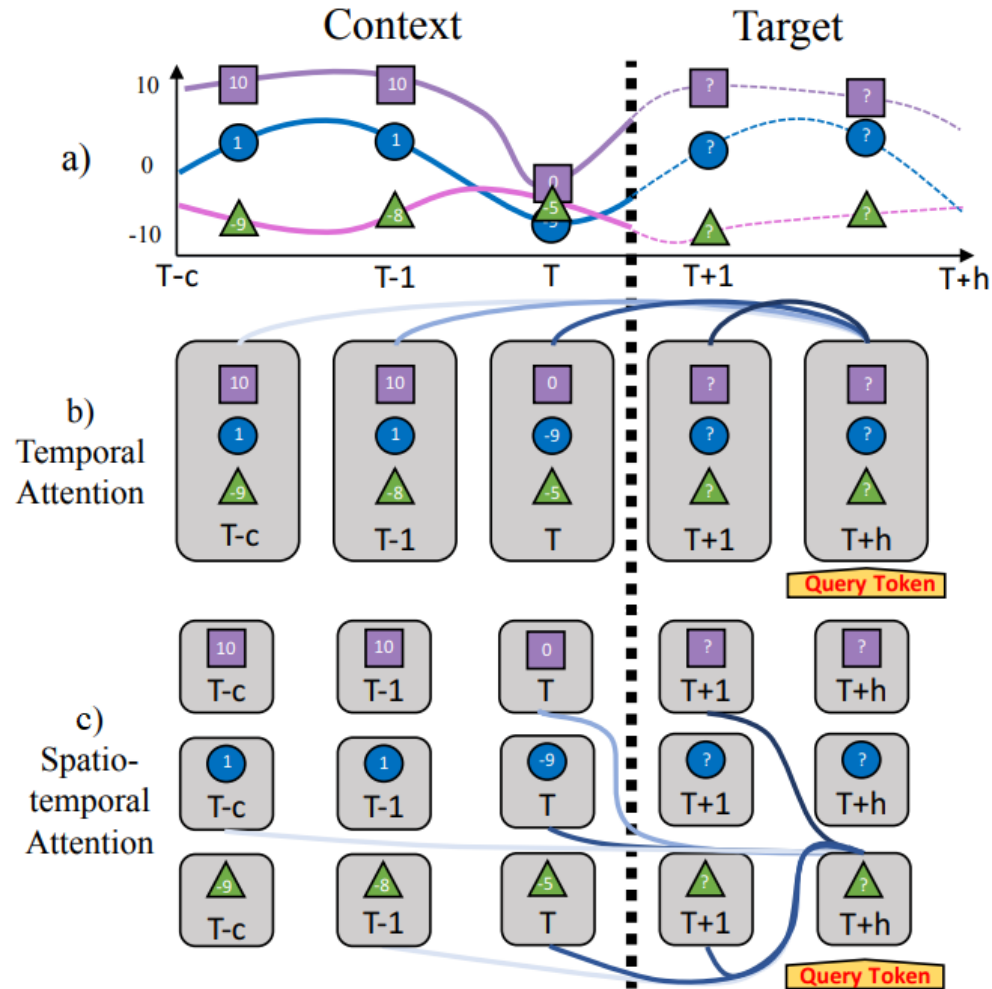 Context Target
a)
10
0
-10
10 10 0 ? ?
1 1 ? ?
-9 -8 -5 ? ?
T-c T-1 T T+1 T+h
b)
Temporal
Attention
10 10 0 ? ?
1 1 -9 ? ?
-9 -8 -5 ? ?
T-c T-1 T T+1 T+h
Query Token
c)
Spatio-
temporal
Attention
10 10 0 ? ?
T-c T-1 T T+1 T+h
1 1 -9 ? ?
T-c T-1 T T+1 T+h
-9 -8 -5 ? ?
T-c T-1 T T+1 T+h
Query Token